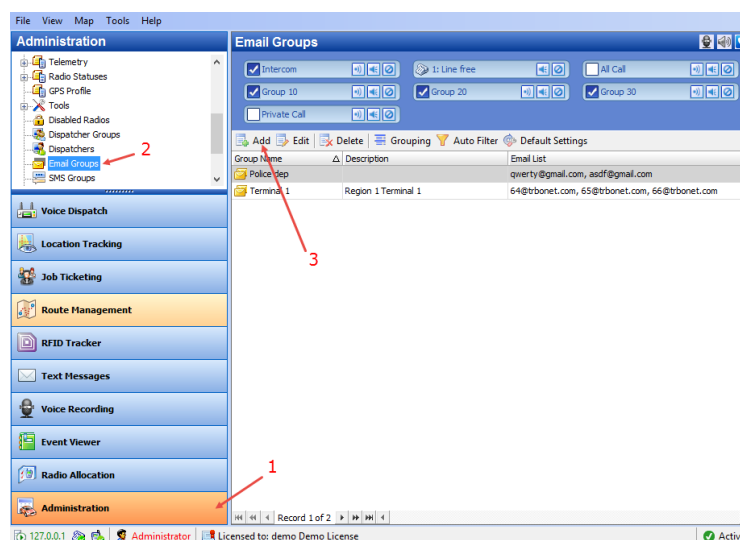 File View Map Tools Help
Administration
Telemetry
Radio Statuses
GPS Profile
Tools
Disabled Radios
Dispatcher Groups
Dispatchers
Email Groups
SMS Groups
2
Voice Dispatch
Location Tracking
Job Ticketing
Route Management
RFID Tracker
Text Messages
Voice Recording
Event Viewer
Radio Allocation
Administration
1
Email Groups
Intercom
1: Line free
All Call
Group 10
Group 20
Group 30
Private Call
Add Edit Delete Grouping Auto Filter Default Settings
Group Name Description Email List
Police dep qwerty@gmail.com, asdf@gmail.com
Terminal 1 Region 1 Terminal 1 64@trbonet.com, 65@trbonet.com, 66@trbonet.com
3
Record 1 of 2
127.0.0.1 Administrator Licensed to: demo Demo License Activ